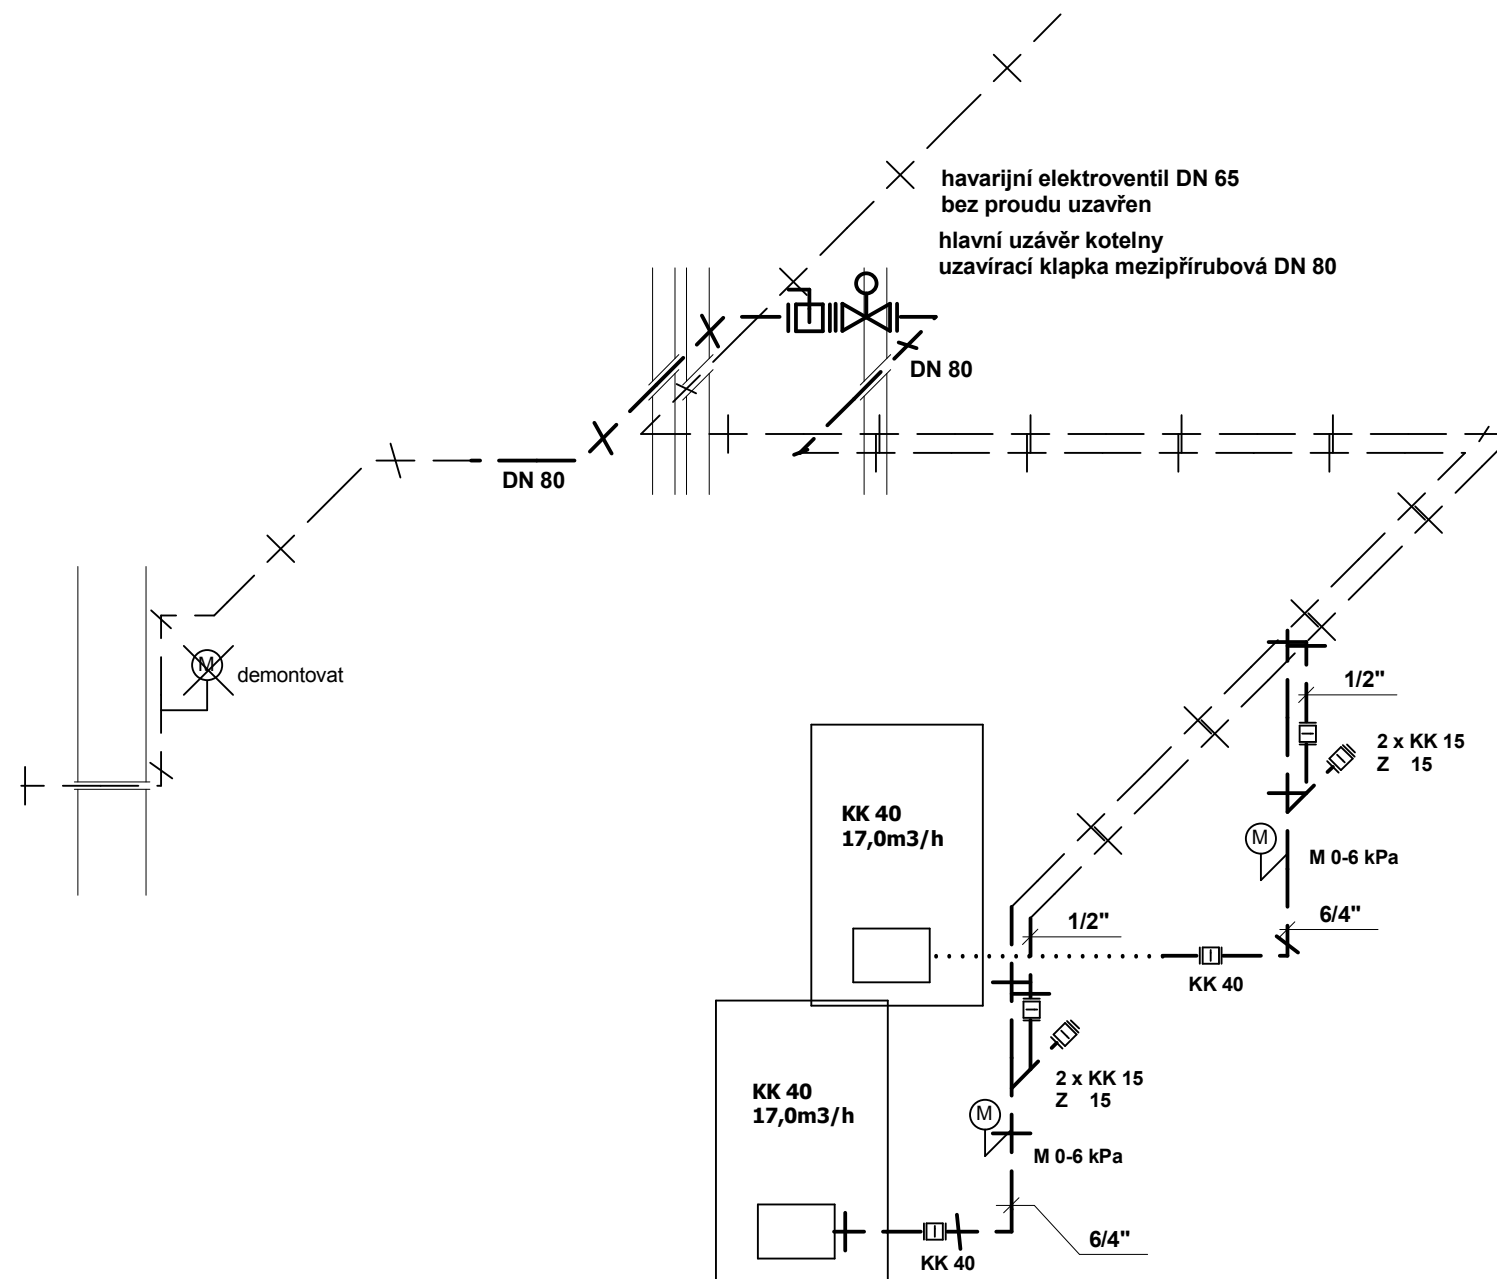 havarijní elektroventil DN 65
bez proudu uzavřen
hlavní uzávěr kotelny
uzavírací klapka mezipřírubová DN 80
DN 80
DN 80
M
demontovat
1/2"
2 x KK 15
Z 15
KK 40
17,0m3/h
M
M 0-6 kPa
6/4"
1/2"
KK 40
2 x KK 15
Z 15
KK 40
17,0m3/h
M
M 0-6 kPa
6/4"
KK 40